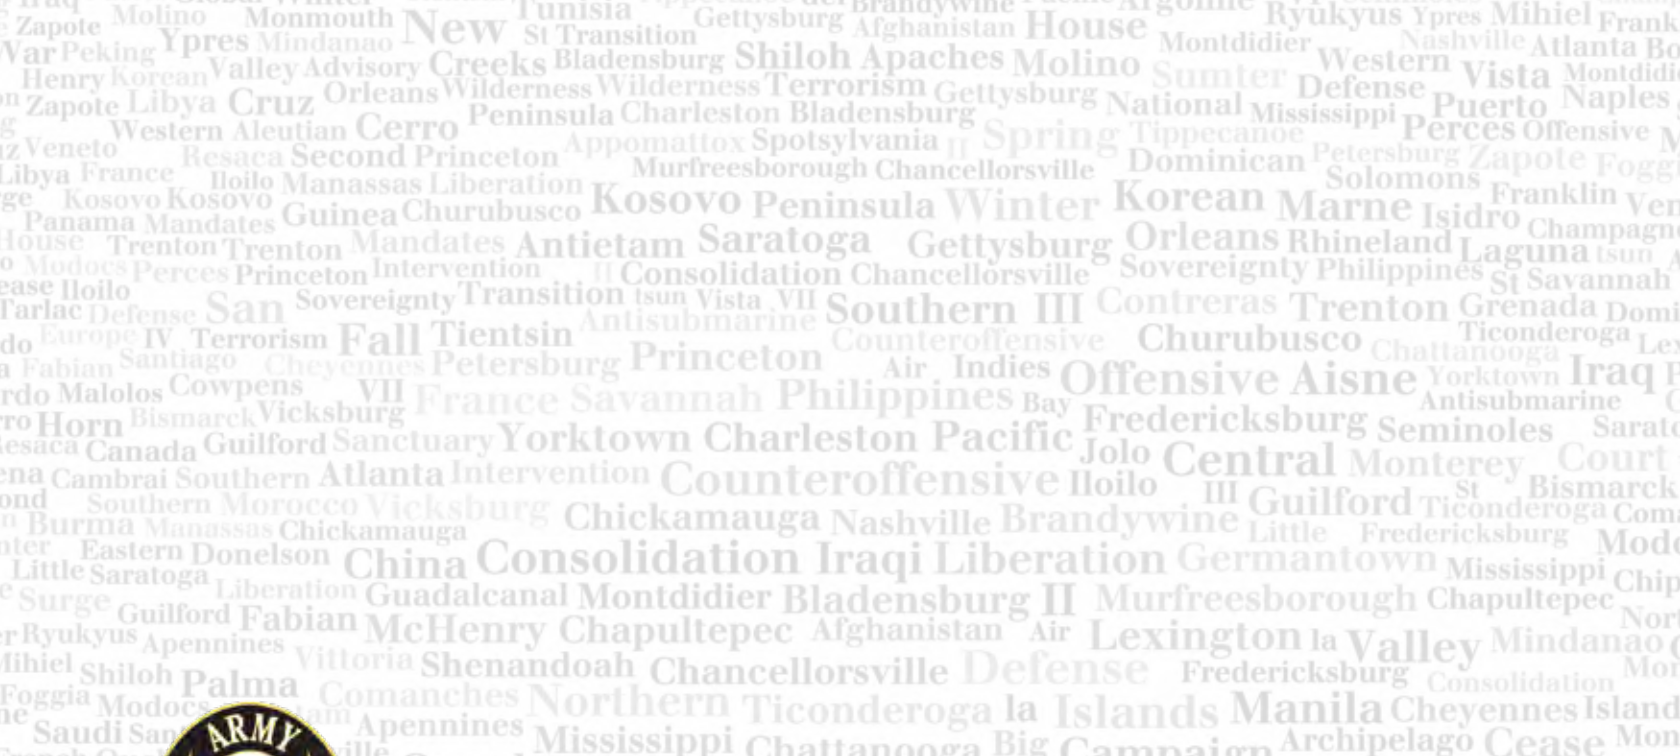 Zapote Molino Monmouth New St Transition Gettysburg Afghanistan House Ryukyus Ypres Mihiel
War Peking Ypres Mindanao Tunisia Brandywine Montdidier Nashville Atlanta
Henry Korean Valley Advisory Creeks Bladensburg Shiloh Apaches Molino Sumter Western Vista Montdidi
Zapote Libya Cruz Orleans Wilderness Wilderness Terrorism Gettysburg National Defense Mississippi Puerto Naples
Western Aleutian Cerro Peninsula Charleston Bladensburg Spring Tippecanoe Perces Offensive
Veneto Resaca Second Princeton Appomattox Spotsylvania II Dominican Petersburg Zapote
Libya France Iloilo Manassas Liberation Murfreesborough Chancellorsville Solomons Franklin
Kosovo Kosovo Guinea Churubusco Kosovo Peninsula Winter Korean Marne Isidro
Panama Mandates Champagn
House Trenton Trenton Mandates Antietam Saratoga Gettysburg Orleans Rhineland Laguna tsun
Modocs Perces Princeton Intervention II Consolidation Chancellorsville Sovereignty Philippines St Savannah
ease Iloilo San Sovereignty Transition tsun Vista VII Southern III Contreras Trenton Grenada
Tarlac Defense Antisubmarine
Europe IV Terrorism Fall Tientsin Counteroffensive Churubusco Ticonderoga
Fabian Santiago Cheyennes Petersburg Princeton Air Indies Offensive Aisne Chattanooga Yorktown Iraq
Malolos Cowpens VII France Savannah Philippines Bay Antisubmarine
Horn Bismarck Vicksburg Fredericksburg Seminoles
Resaca Canada Guilford Sanctuary Yorktown Charleston Pacific Jolo Central Monterey Court
Cambrai Southern Atlanta Intervention Counteroffensive Iloilo III Guilford St Bismarcks
Southern Morocco Vicksburg Ticonderoga
Burma Manassas Chickamauga Chickamauga Nashville Brandywine Little Fredericksburg
Eastern Donelson China Consolidation Iraqi Liberation Germantown Mississippi
Little Saratoga Liberation Guadalcanal Montdidier Bladensburg II Murfreesborough Chapultepec
Surge Guilford Fabian McHenry Chapultepec Afghanistan Air Lexington la Valley Mindanao
Ryukyus Apennines Vittoria Shenandoah Chancellorsville Defense Fredericksburg Consolidation
Mihiel Shiloh Palma Comanches Northern Ticonderoga la Islands Manila Cheyennes Island
Foggia Modocs
Saudi San Apennines Mississippi Chattanooga Big Campaign Archipelago Cease
ARMY